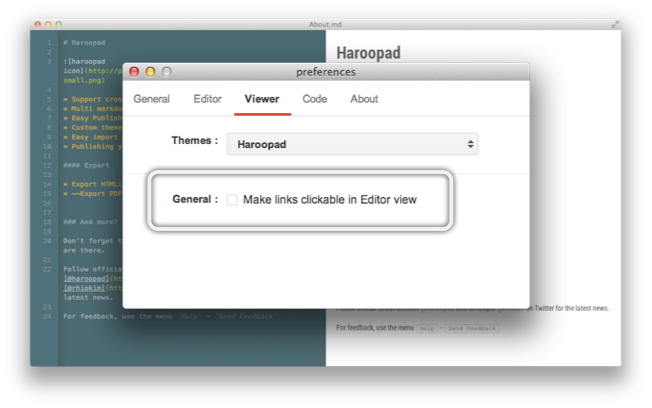 About.md
1 # Haroopad
2
3 ![haroopad
icon](http://p
small.png)
4
5 * Support cros
6 * Multi markdo
7 * Easy Publish
8 * Custom theme
9 * Easy import
10 * Publishing y
11
12 #### Export
13
14 * Export HTML:
15 * ~~Export PDF
16
17
18 ### And more?
19
20 Don't forget t
are there.
21
22 Follow officia
[@haroopad](ht
[@rhiokim](htt
latest news.
23
24 For feedback, use the menu `Help` - `Send Feedback`
Haroopad
on Twitter for the latest news.
For feedback, use the menu Help - Send Feedback
preferences
General Editor Viewer Code About
Themes : Haroopad
General : Make links clickable in Editor view